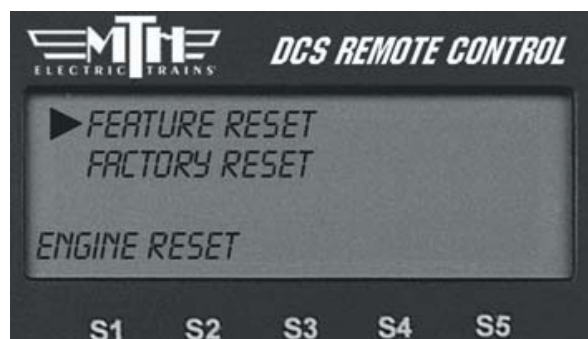 MTH
ELECTRIC TRAINS
DCS REMOTE CONTROL
FEATURE RESET
FACTORY RESET
ENGINE RESET
S1 S2 S3 S4 S5